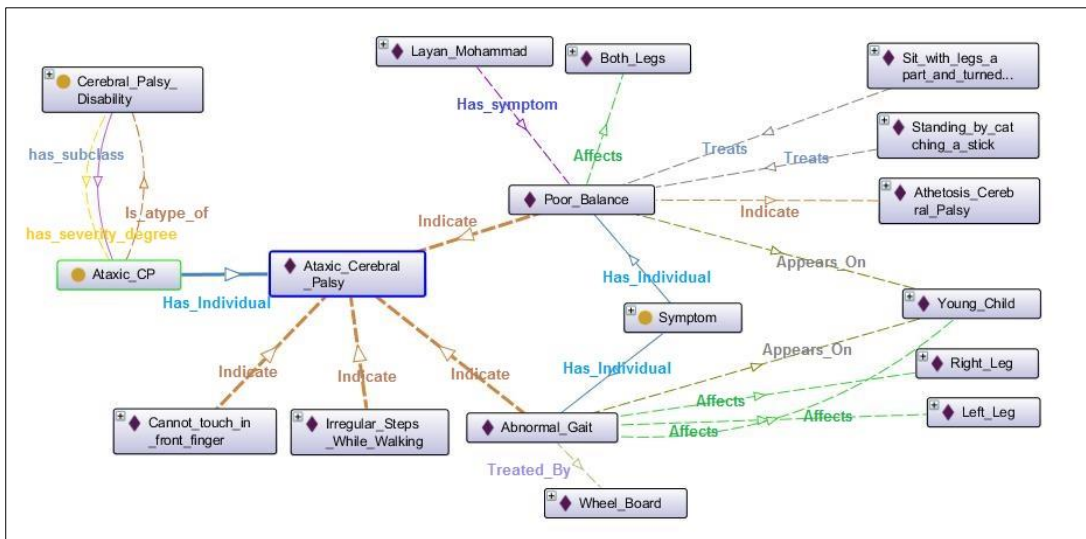 Layan_Mohammad
Both_Legs
Sit_with_legs_a
part_and_turned...
Cerebral_Palsy_
Disability
Has_symptom
Standing_by_cat
ching_a_stick
has_subclass
Affects
Treats
Treats
Poor_Balance
Athetosis_Cereb
ral_Palsy
Is_atype_of
Indicate
has_severity_degree
Indicate
Ataxic_CP
Ataxic_Cerebral
_Palsy
Appears_On
Has_Individual
Has_Individual
Young_Child
Symptom
Appears_On
Has_Individual
Right_Leg
Indicate
Indicate
Indicate
Affects
Affects
Left_Leg
Cannot_touch_in
_front_finger
Irregular_Steps
_While_Walking
Abnormal_Gait
Affects
Treated_By
Wheel_Board